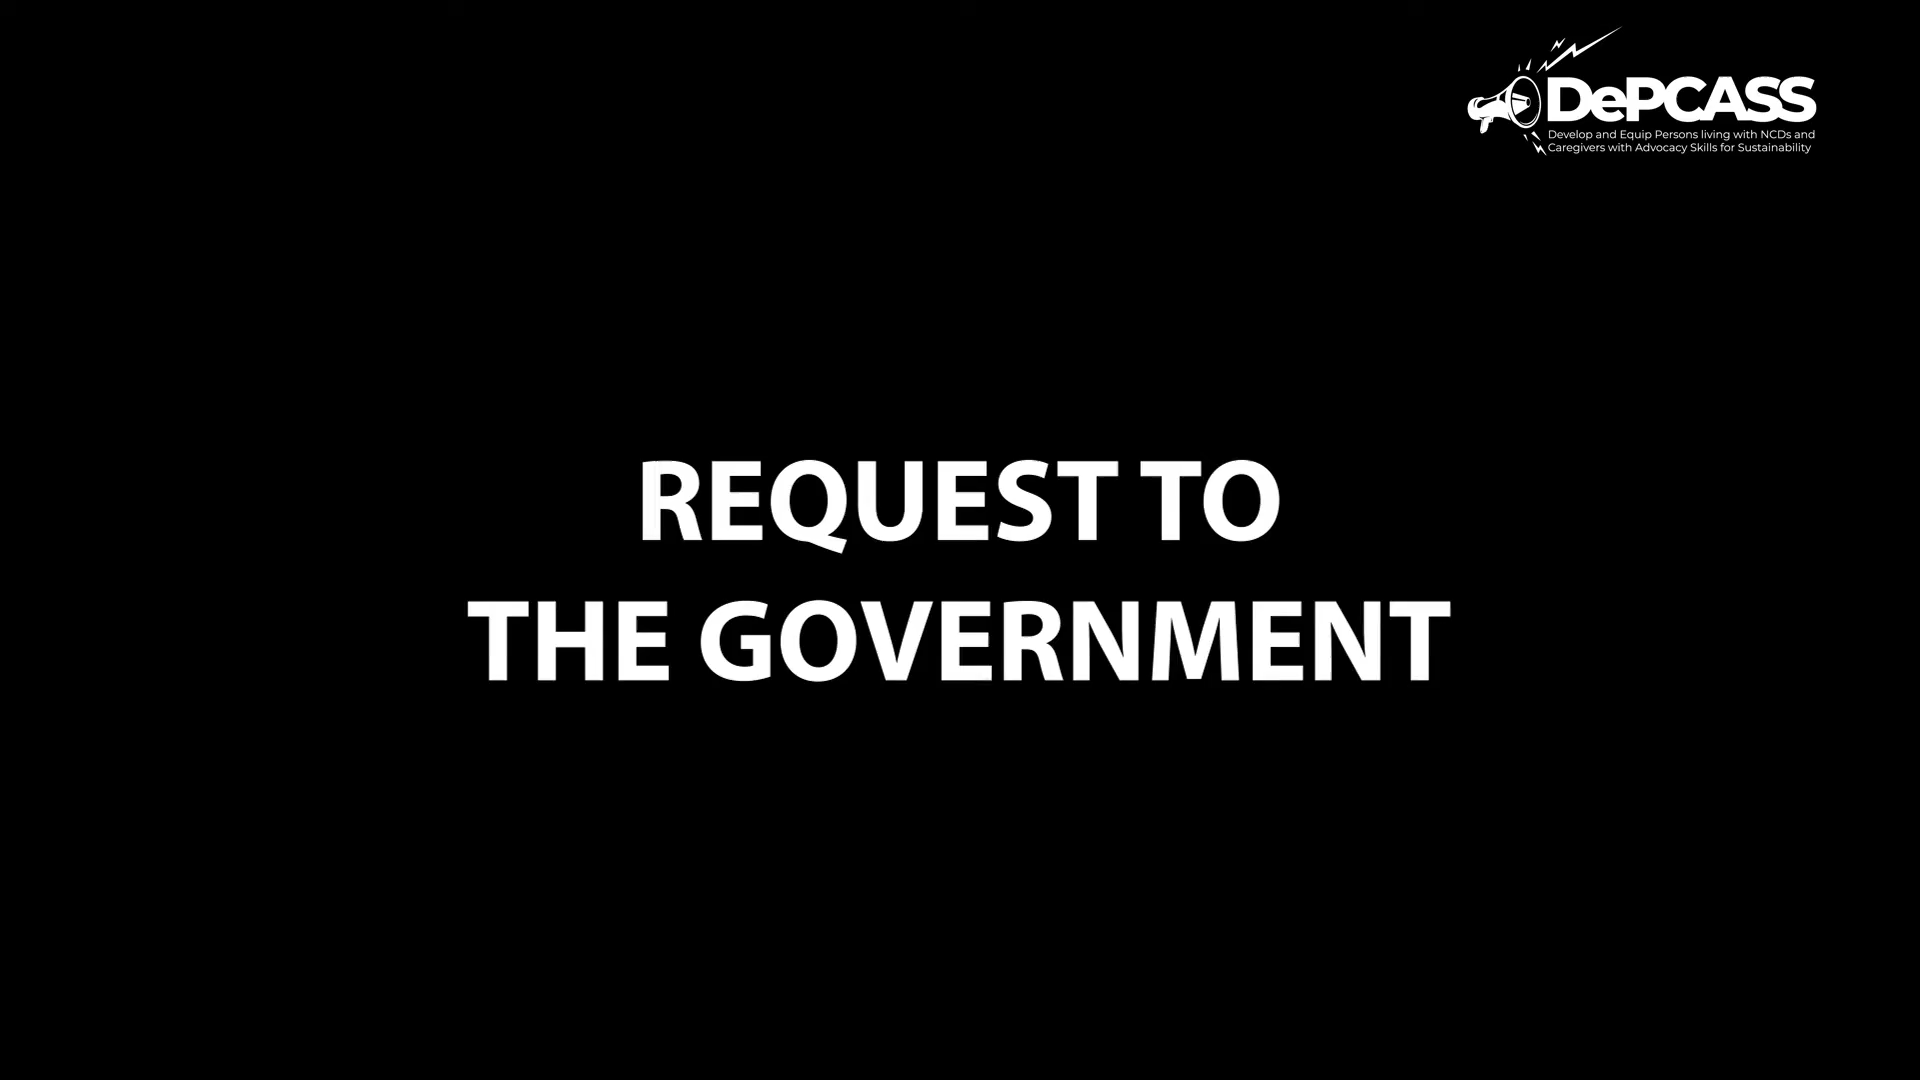 DePCASS
Develop and Equip Persons living with NCDs and
Caregivers with Advocacy Skills for Sustainability
REQUEST TO
THE GOVERNMENT